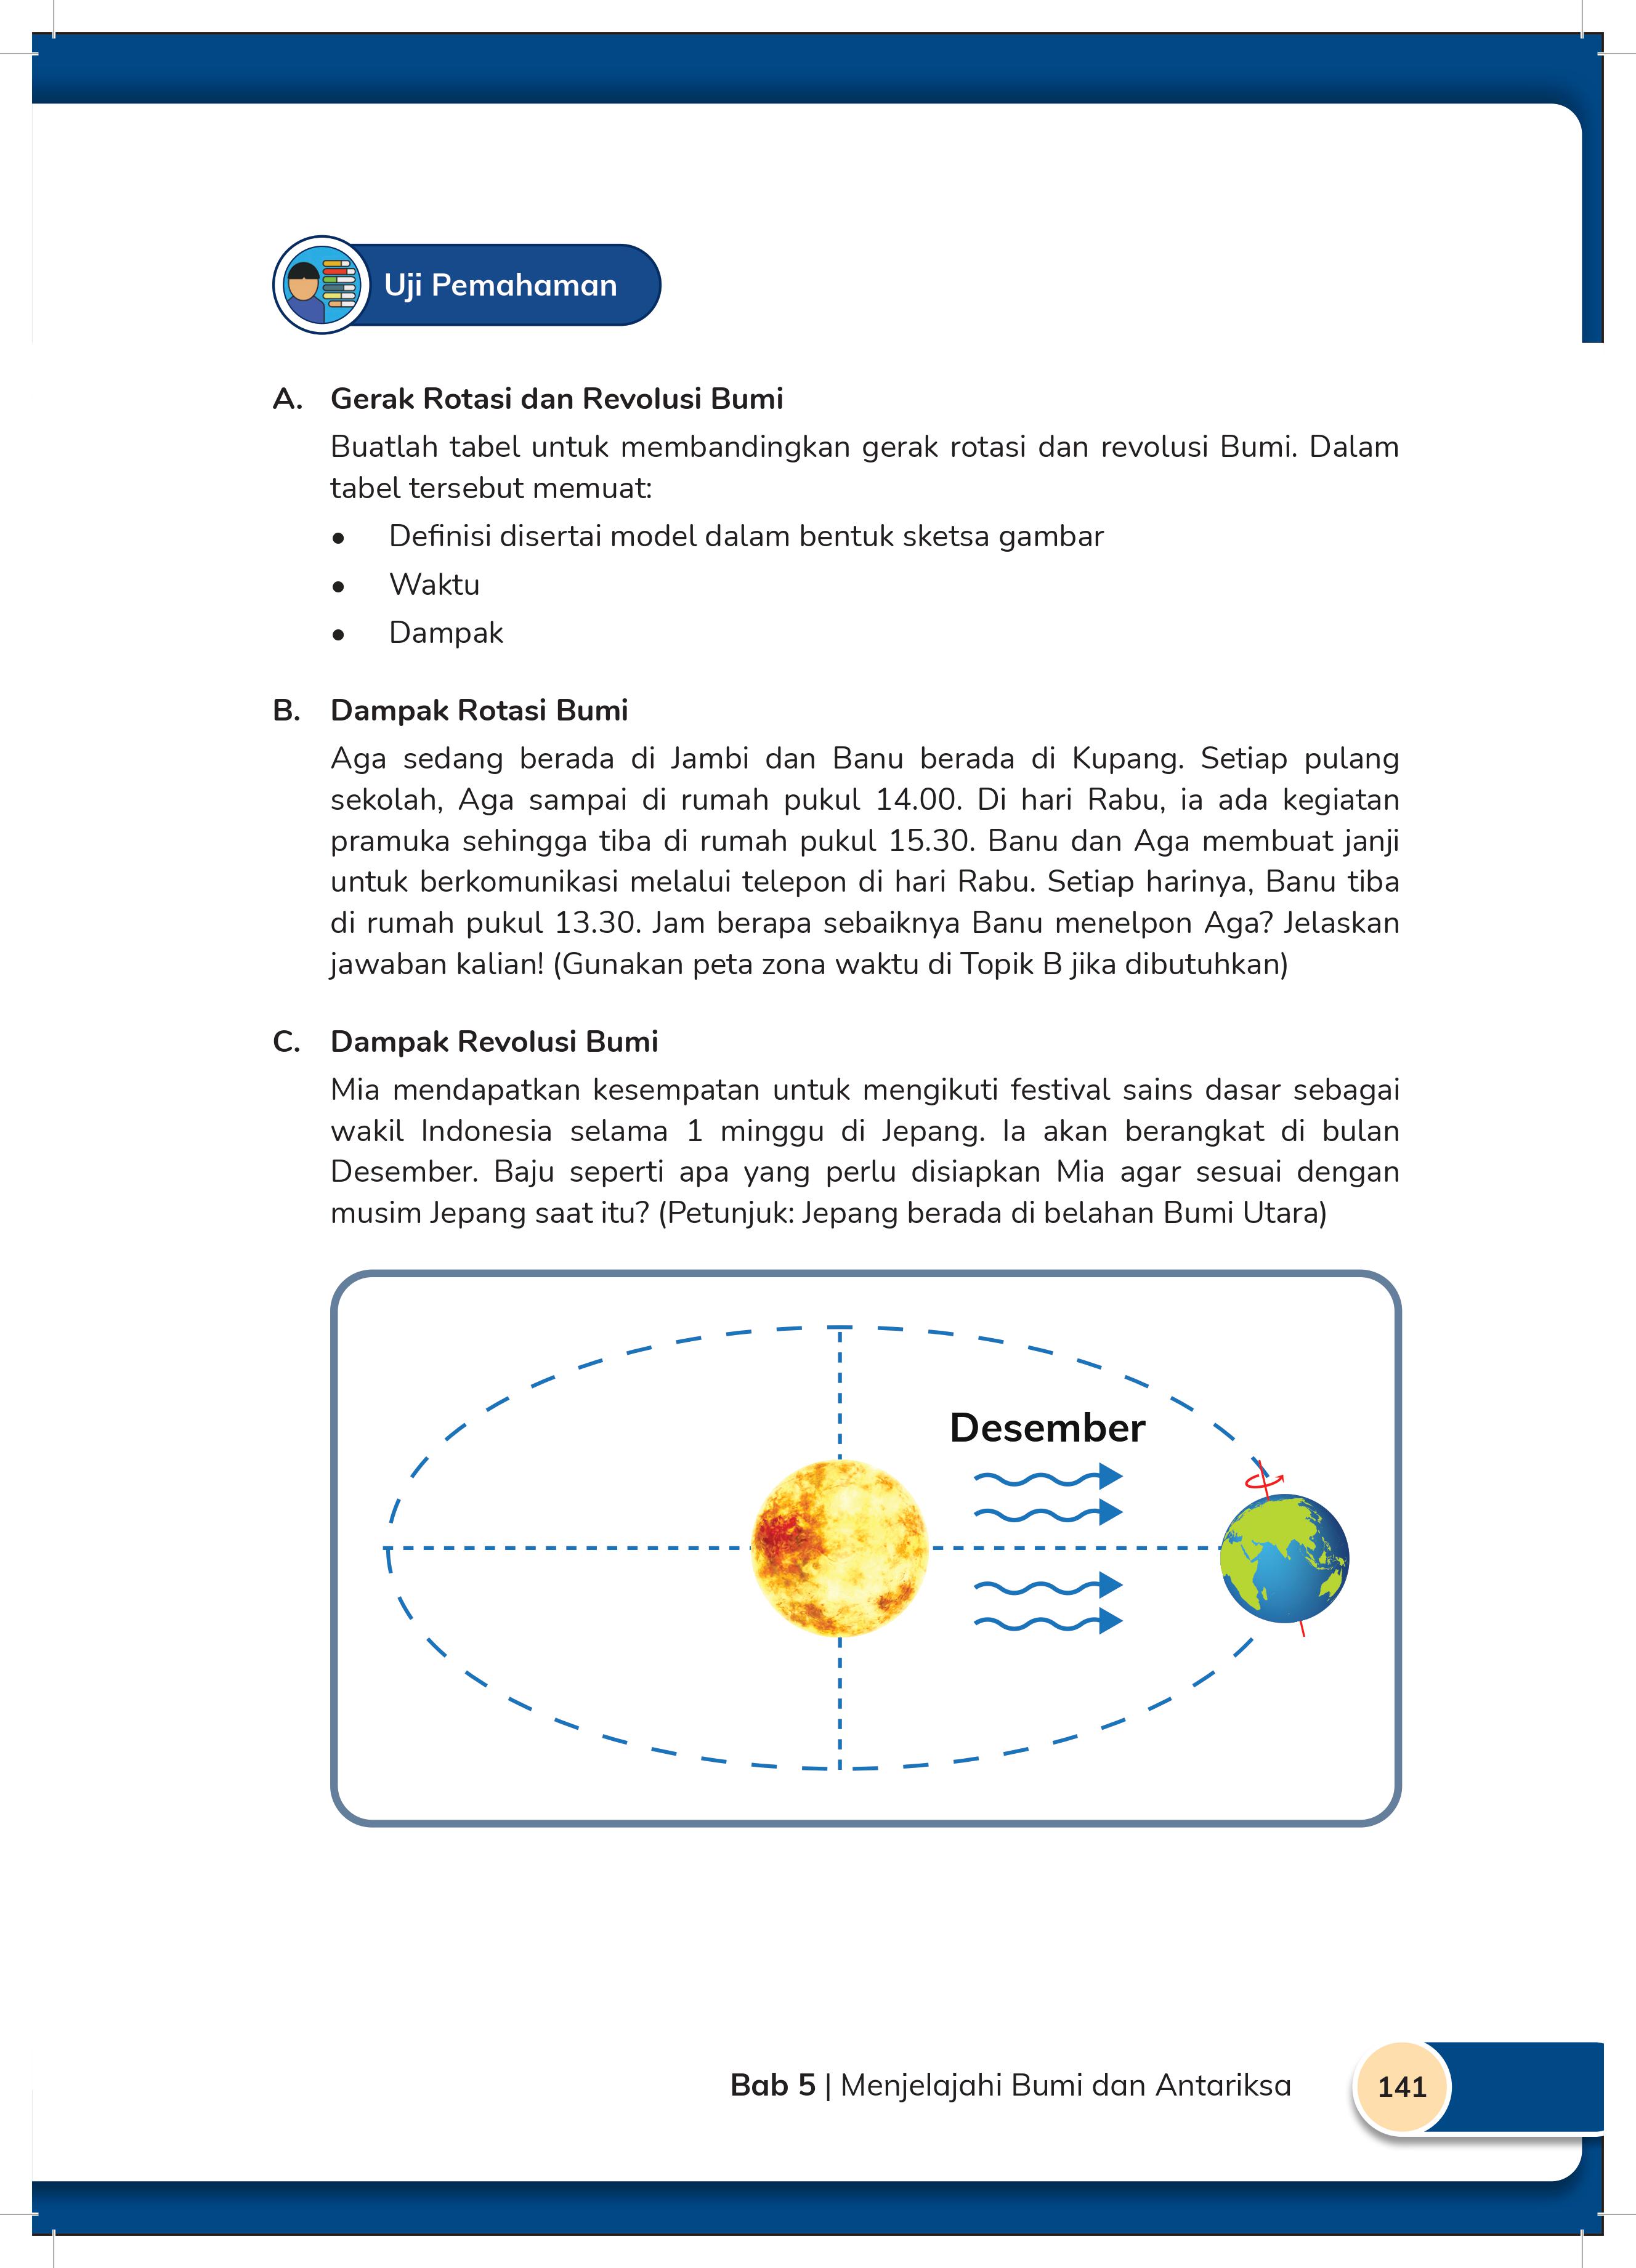 Uji Pemahaman
A. Gerak Rotasi dan Revolusi Bumi
Buatlah tabel untuk membandingkan gerak rotasi dan revolusi Bumi. Dalam
tabel tersebut memuat:
• Definisi disertai model dalam bentuk sketsa gambar
• Waktu
• Dampak
B. Dampak Rotasi Bumi
Aga sedang berada di Jambi dan Banu berada di Kupang. Setiap pulang
sekolah, Aga sampai di rumah pukul 14.00. Di hari Rabu, ia ada kegiatan
pramuka sehingga tiba di rumah pukul 15.30. Banu dan Aga membuat janji
untuk berkomunikasi melalui telepon di hari Rabu. Setiap harinya, Banu tiba
di rumah pukul 13.30. Jam berapa sebaiknya Banu menelpon Aga? Jelaskan
jawaban kalian! (Gunakan peta zona waktu di Topik B jika dibutuhkan)
C. Dampak Revolusi Bumi
Mia mendapatkan kesempatan untuk mengikuti festival sains dasar sebagai
wakil Indonesia selama 1 minggu di Jepang. Ia akan berangkat di bulan
Desember. Baju seperti apa yang perlu disiapkan Mia agar sesuai dengan
musim Jepang saat itu? (Petunjuk: Jepang berada di belahan Bumi Utara)
Desember
Bab 5 | Menjelajahi Bumi dan Antariksa
141